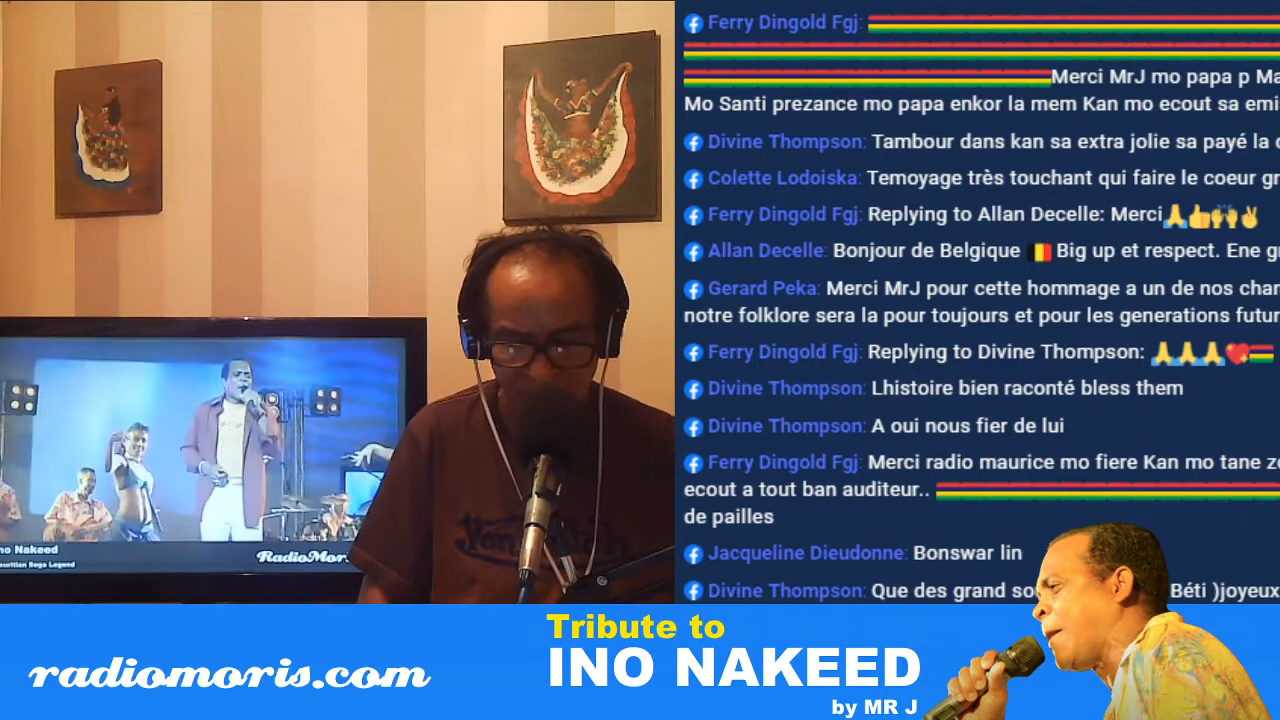 Ferry Dingold Fgj:
Merci MrJ mo papa p Ma
Mo Santi prezance mo papa enkor la mem Kan mo ecout sa emi
Divine Thompson: Tambour dans kan sa extra jolie sa payé la
Colette Lodoiska: Temoyage très touchant qui faire le coeur gr
Ferry Dingold Fgj: Replying to Allan Decelle: Merci🙏👍🙌✌
Allan Decelle: Bonjour de Belgique 🇧🇪 Big up et respect. Ene gr
Gerard Peka: Merci MrJ pour cette hommage a un de nos char
notre folklore sera la pour toujours et pour les generations futur
Ferry Dingold Fgj: Replying to Divine Thompson: 🙏🙏🙏💖🇲🇺
Divine Thompson: Lhistoire bien raconté bless them
Divine Thompson: A oui nous fier de lui
Ferry Dingold Fgj: Merci radio maurice mo fiere Kan mo tane ze
ecout a tout ban auditeur..
de pailles
Jacqueline Dieudonne: Bonswar lin
Divine Thompson: Que des grand so Béti )joyeux
no Nakeed
auritian Sega Legend
RadioMor
Tribute to
INO NAKEED
by MR J
radiomoris.com